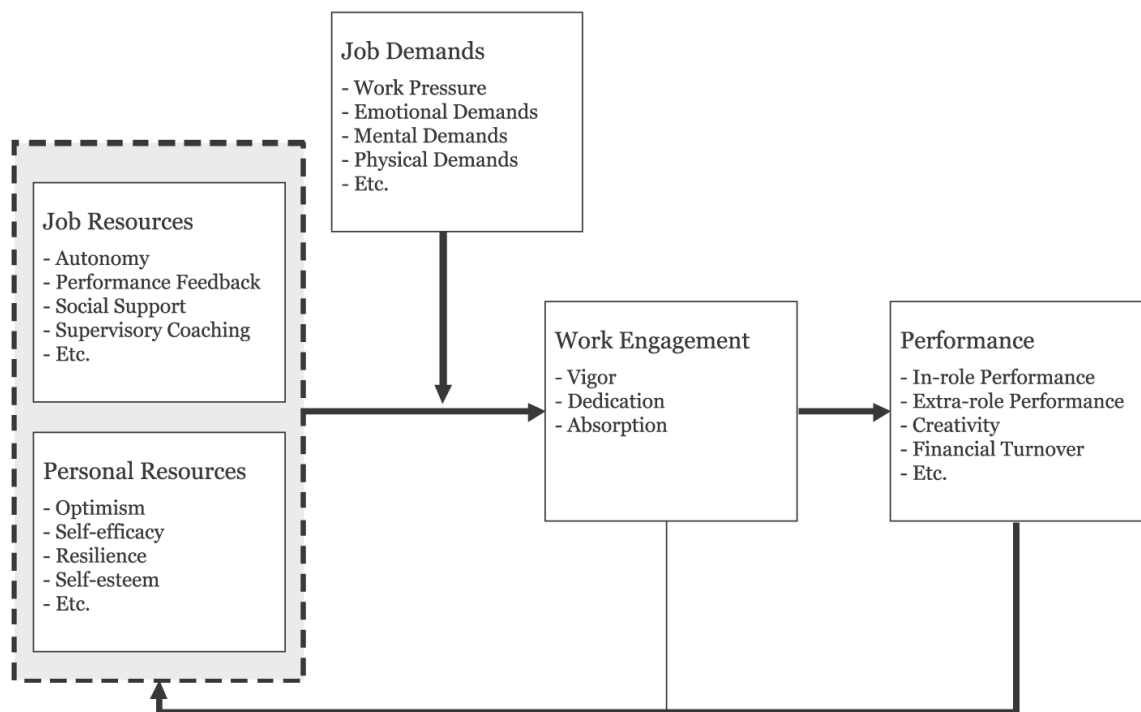 Job Demands
- Work Pressure
- Emotional Demands
- Mental Demands
- Physical Demands
- Etc.
Job Resources
- Autonomy
- Performance Feedback
- Social Support
- Supervisory Coaching
- Etc.
Personal Resources
- Optimism
- Self-efficacy
- Resilience
- Self-esteem
- Etc.
Work Engagement
- Vigor
- Dedication
- Absorption
Performance
- In-role Performance
- Extra-role Performance
- Creativity
- Financial Turnover
- Etc.